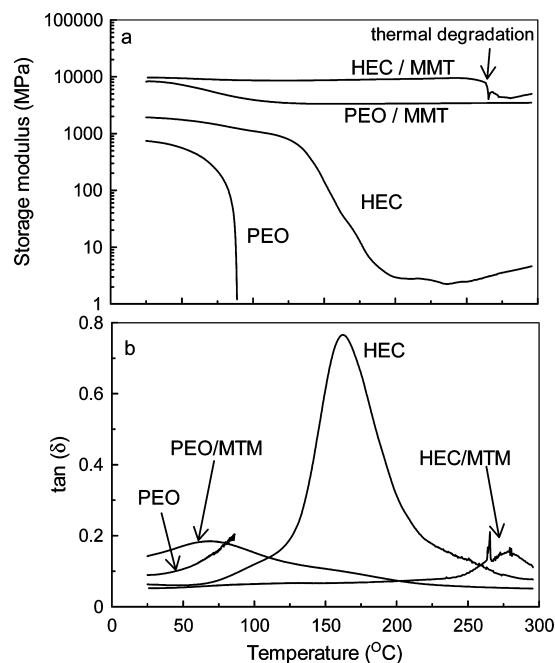 100000
a
thermal degradation
HEC / MMT
10000
PEO / MMT
1000
100
HEC
PEO
10
1
Storage modulus (MPa)
0.8
b
HEC
0.6
PEO/MTM
HEC/MTM
0.4
PEO
0.2
0
tan (δ)
0 50 100 150 200 250 300
Temperature (OC)